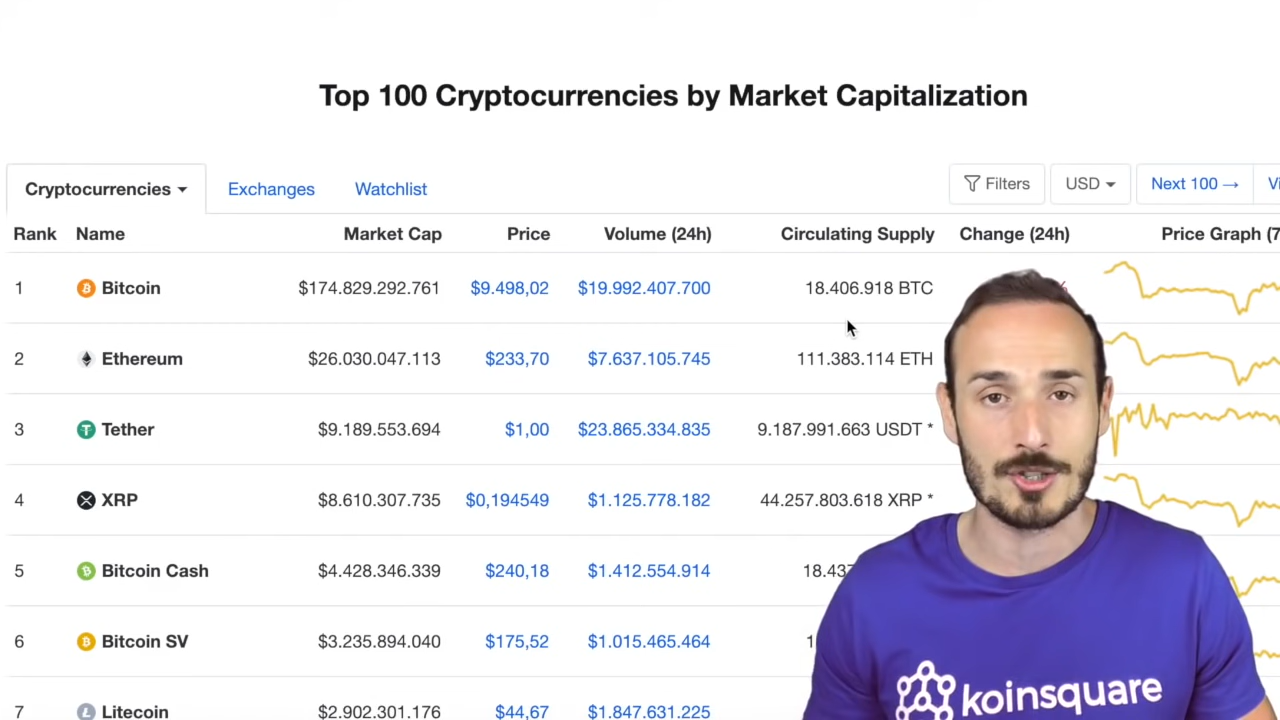 Top 100 Cryptocurrencies by Market Capitalization
Cryptocurrencies Exchanges Watchlist Filters USD Next 100 →
Rank Name Market Cap Price Volume (24h) Circulating Supply Change (24h) Price Graph
1 Bitcoin $174.829.292.761 $9.498,02 $19.992.407.700 18.406.918 BTC
2 Ethereum $26.030.047.113 $233,70 $7.637.105.745 111.383.114 ETH
3 Tether $9.189.553.694 $1,00 $23.865.334.835 9.187.991.663 USDT *
4 XRP $8.610.307.735 $0,194549 $1.125.778.182 44.257.803.618 XRP *
5 Bitcoin Cash $4.428.346.339 $240,18 $1.412.554.914
6 Bitcoin SV $3.235.894.040 $175,52 $1.015.465.464
7 Litecoin $2.902.301.176 $44,67 $1.847.631.225
koinsquare